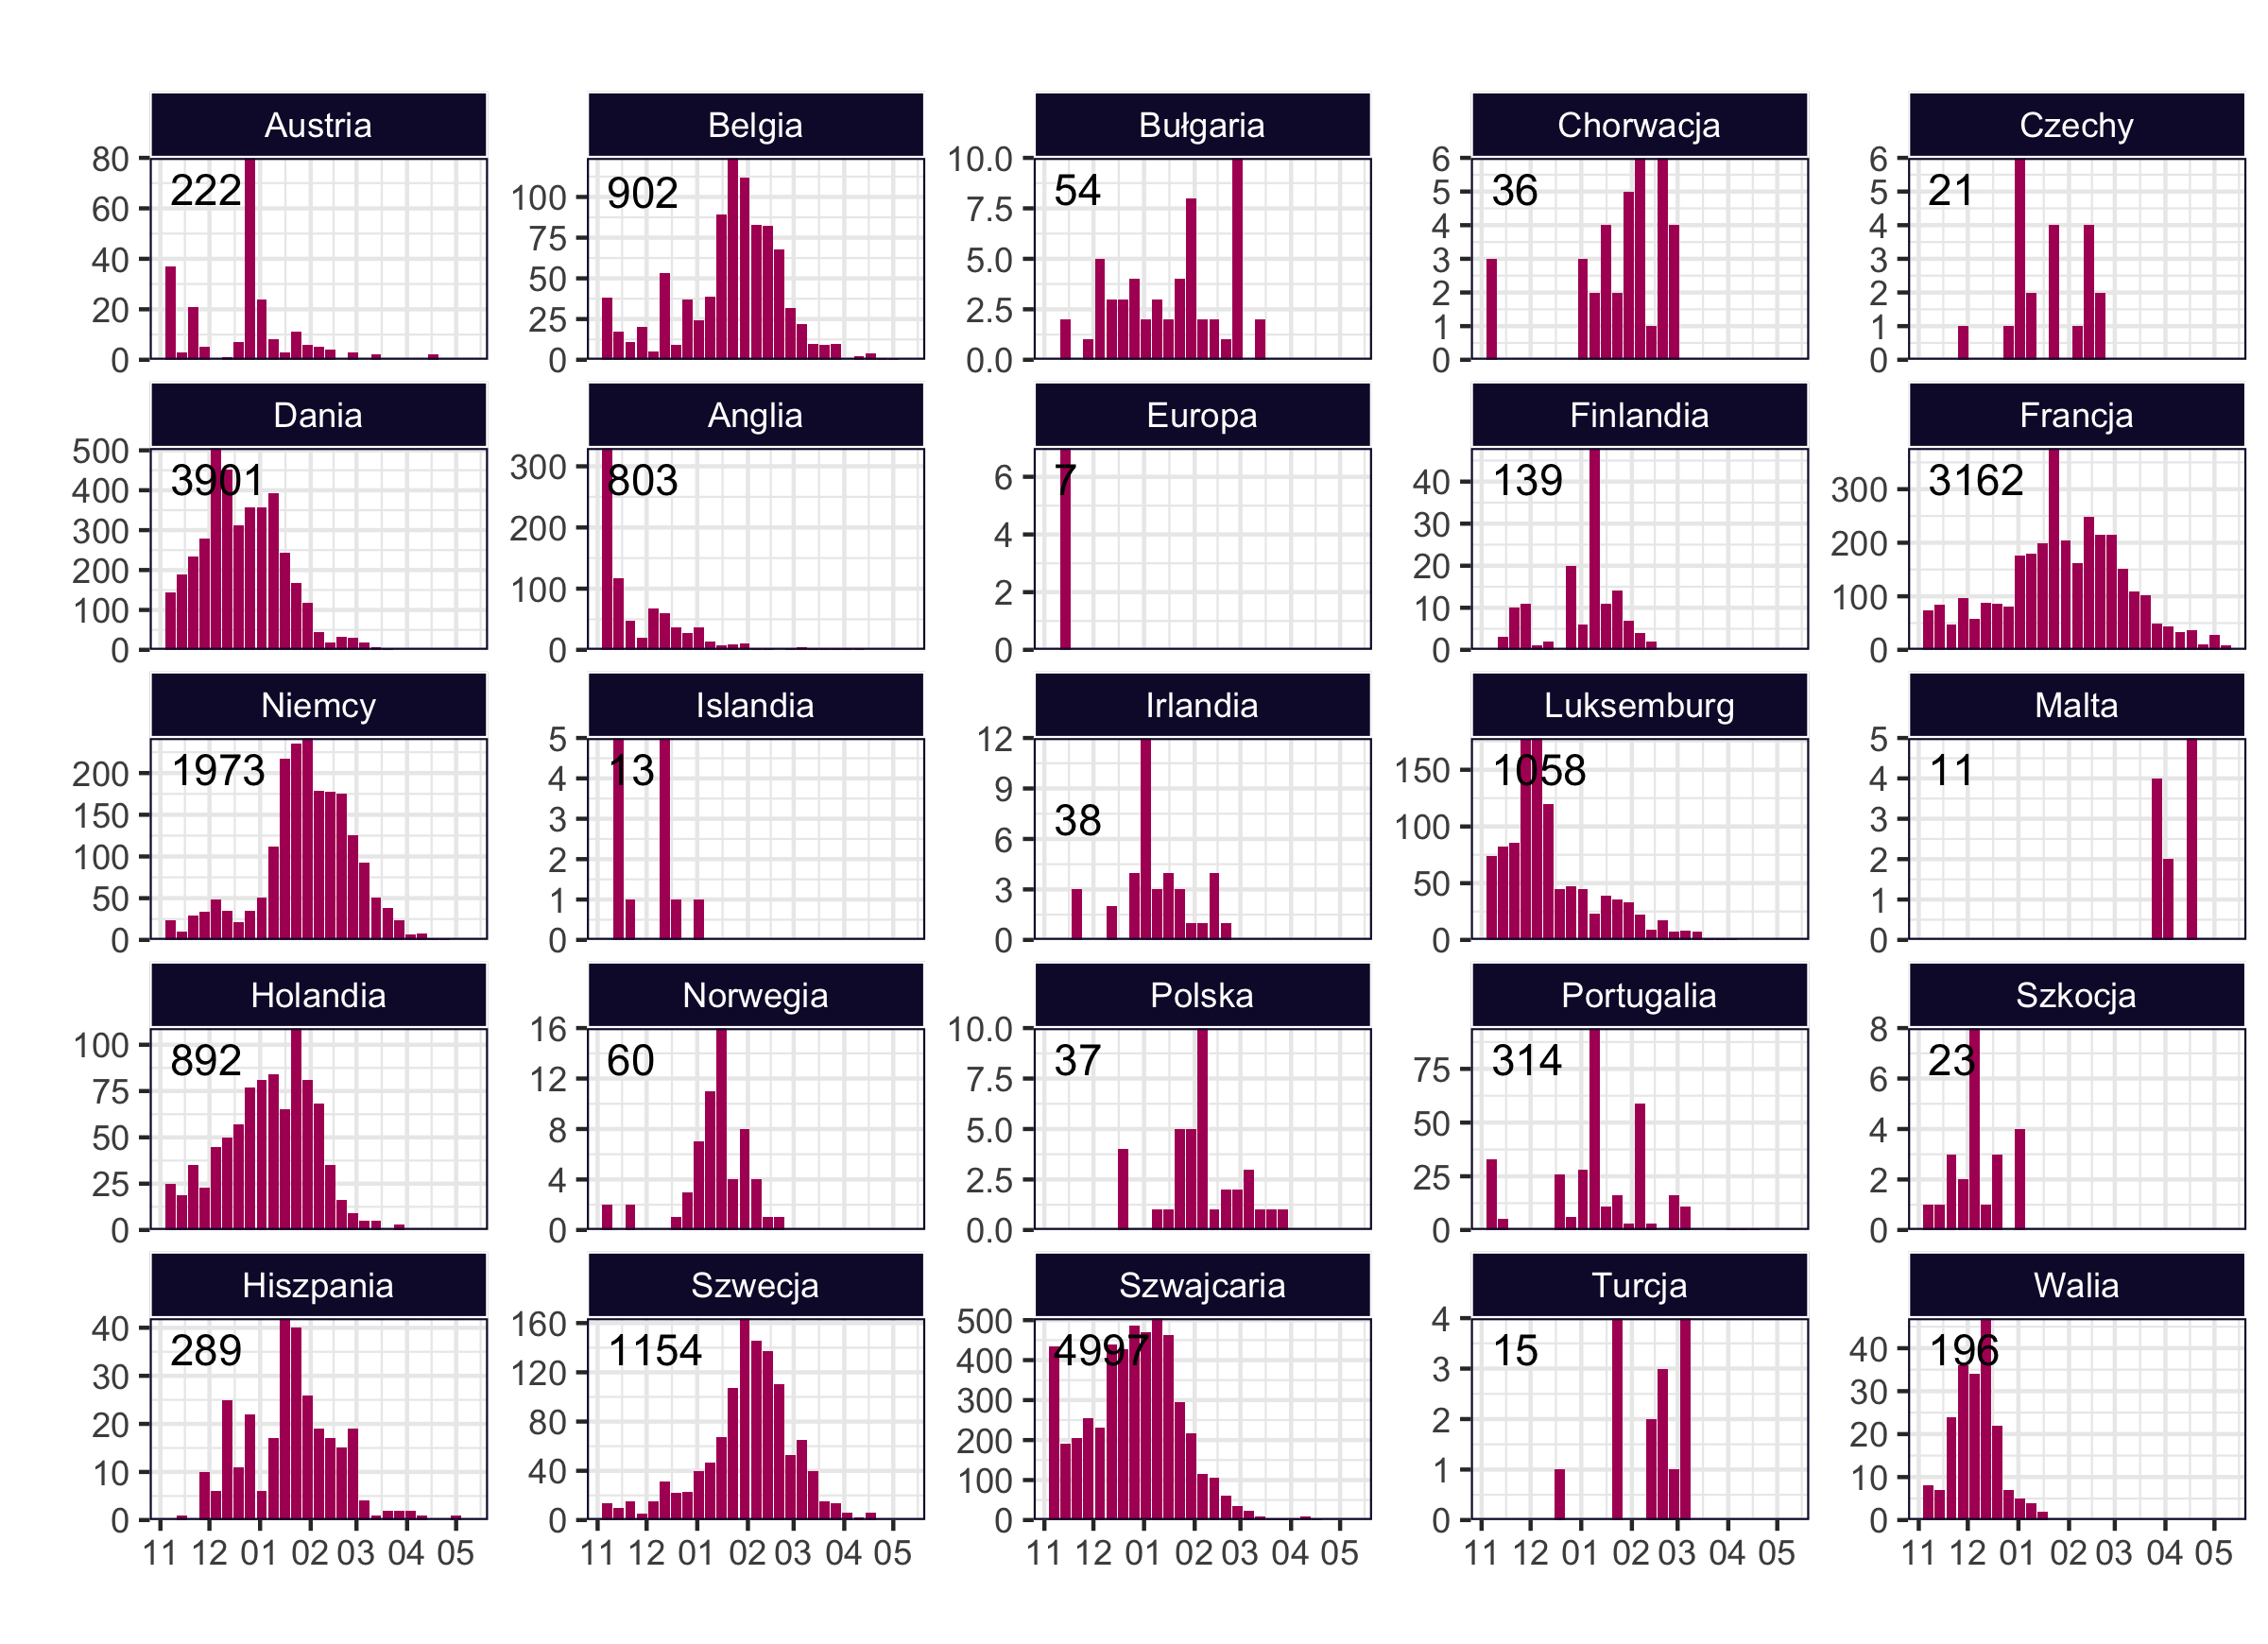 Austria Belgia Bułgaria Chorwacja Czechy
80 60 40 20 0 222
100 75 50 25 0 902
10.0 7.5 5.0 2.5 0.0 54
6 5 4 3 2 1 0 36
6 5 4 3 2 1 0 21
Dania Anglia Europa Finlandia Francja
500 400 300 200 100 0 3901
300 200 100 0 803
6 4 2 0 7
40 30 20 10 0 139
300 200 100 0 3162
Niemcy Islandia Irlandia Luksemburg Malta
200 150 100 50 0 1973
5 4 3 2 1 0 13
12 9 6 3 0 38
150 100 50 0 1058
5 4 3 2 1 0 11
Holandia Norwegia Polska Portugalia Szkocja
100 75 50 25 0 892
16 12 8 4 0 60
10.0 7.5 5.0 2.5 0.0 37
75 50 25 0 314
8 6 4 2 0 23
Hiszpania Szwecja Szwajcaria Turcja Walia
40 30 20 10 0 289
160 120 80 40 0 1154
500 400 300 200 100 0 4997
4 3 2 1 0 15
40 30 20 10 0 196
11 12 01 02 03 04 05 11 12 01 02 03 04 05 11 12 01 02 03 04 05 11 12 01 02 03 04 05 11 12 01 02 03 04 05